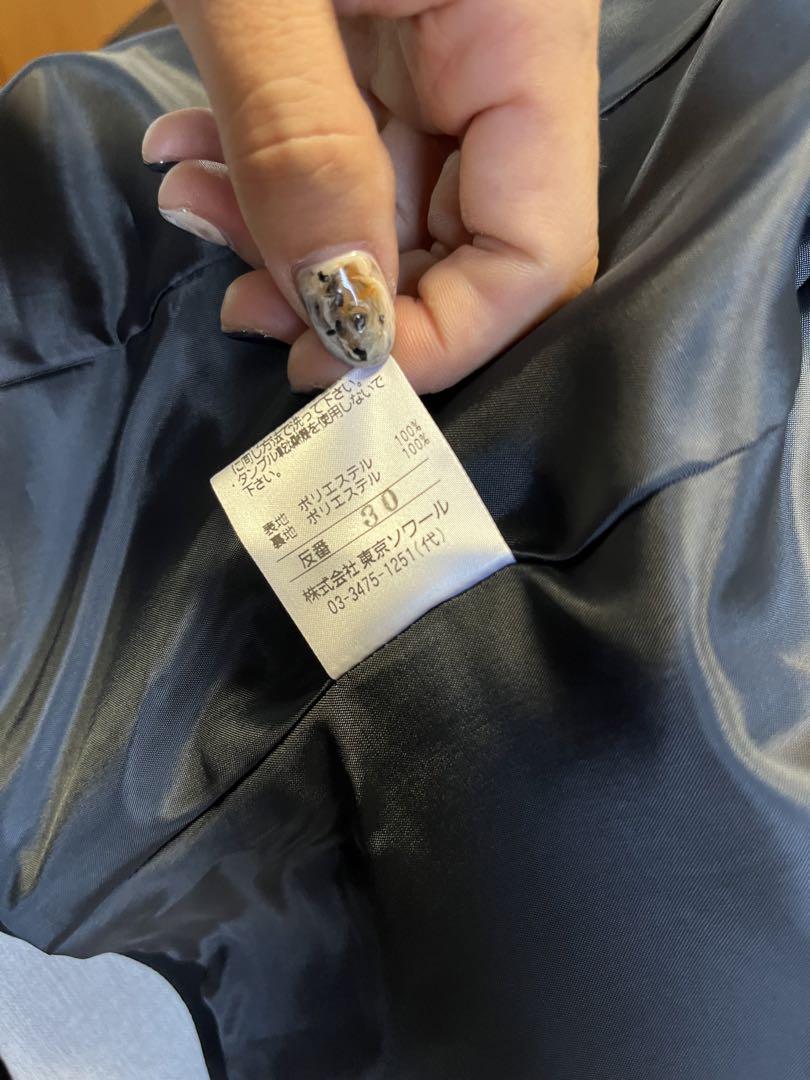 に同じ方法で洗って下さい。
・タンブル乾燥機を使用しないで
下さい。
表地 ポリエステル 100%
裏地 ポリエステル 100%
反番 30
株式会社 東京ソワール
03-3475-1251(代)